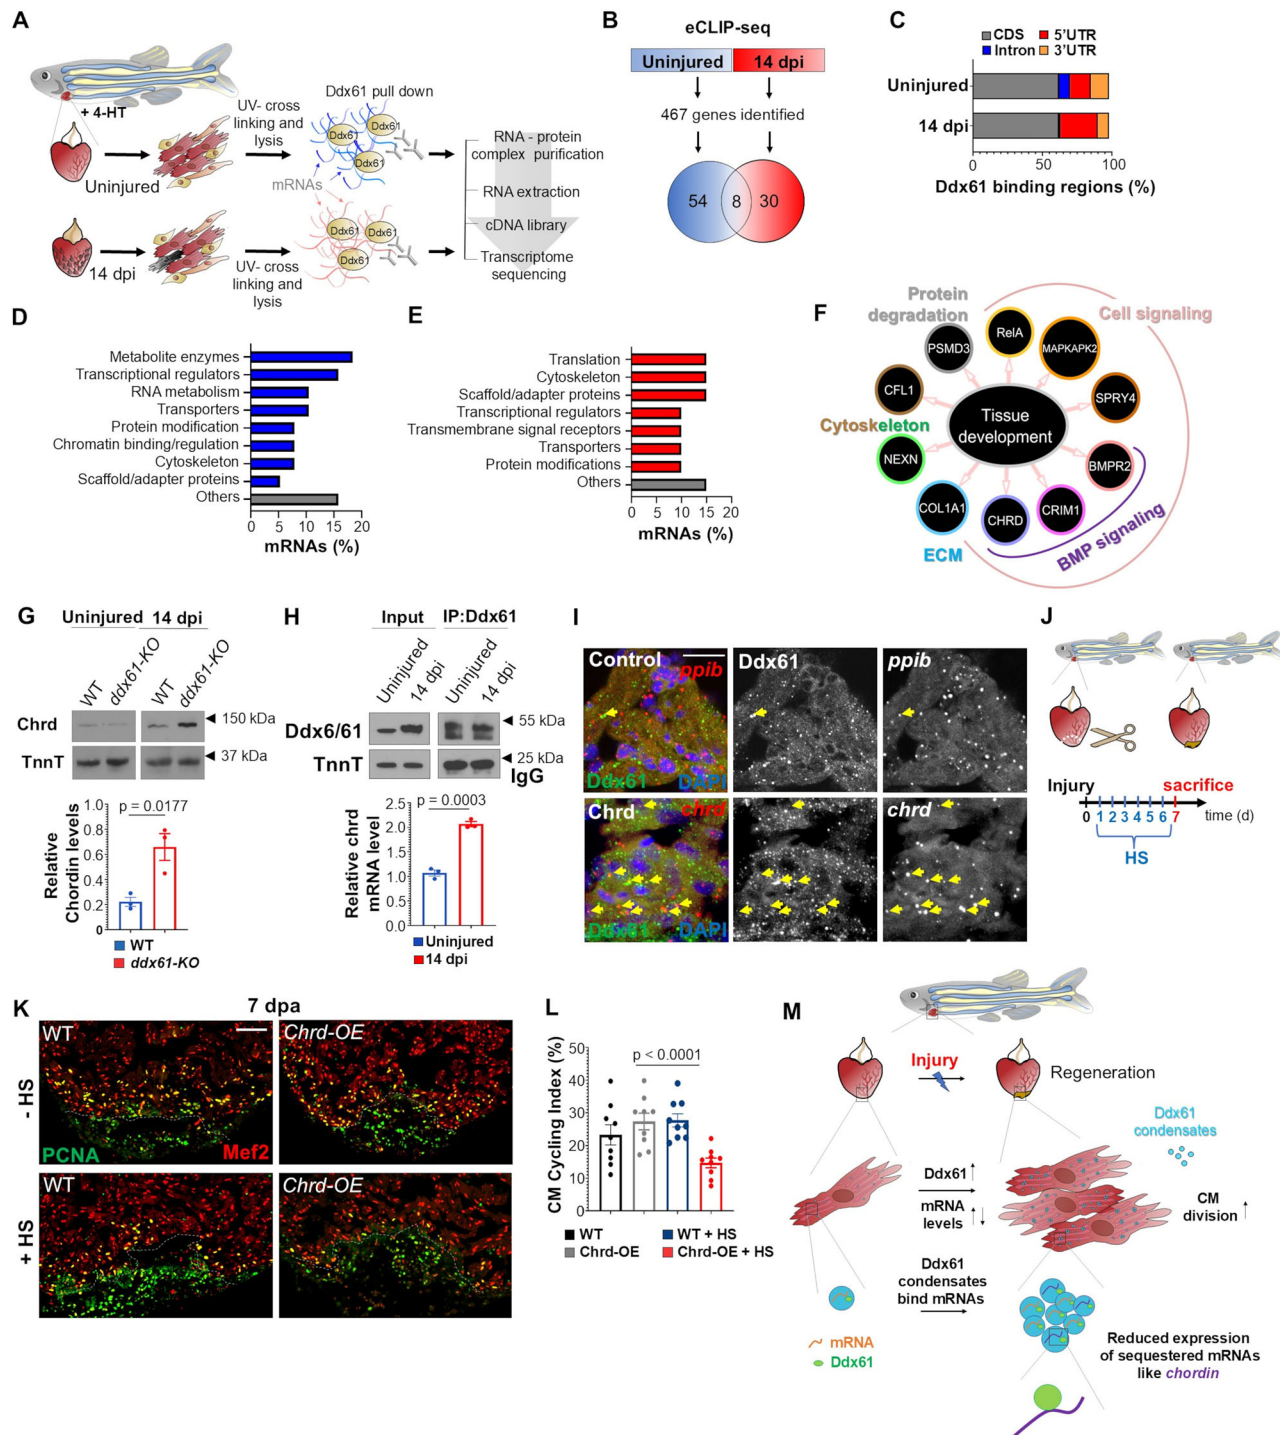 A
+ 4-HT
UV- cross
linking and
lysis
Ddx61 pull down
Ddx61
Ddx61
Ddx61
Ddx61
Uninjured
mRNAs
RNA - protein
complex purification
RNA extraction
cDNA library
Transcriptome
sequencing
14 dpi
UV- cross
linking and
lysis
Ddx61
Ddx61
Ddx61
B
eCLIP-seq
Uninjured
14 dpi
467 genes identified
54
8
30
C
CDS
5'UTR
Intron
3'UTR
Uninjured
14 dpi
0
50
100
Ddx61 binding regions (%)
D
Metabolite enzymes
Transcriptional regulators
RNA metabolism
Transporters
Protein modification
Chromatin binding/regulation
Cytoskeleton
Scaffold/adapter proteins
Others
0 5 10 15 20
mRNAs (%)
E
Translation
Cytoskeleton
Scaffold/adapter proteins
Transcriptional regulators
Transmembrane signal receptors
Transporters
Protein modifications
Others
0 5 10 15 20
mRNAs (%)
F
Protein
degradation
Cell signaling
PSMD3
RelA
MAPKAPK2
CFL1
SPRY4
Cytoskeleton
Tissue
development
NEXN
BMPR2
COL1A1
CHRD
CRIM1
ECM
BMP signaling
G
Uninjured
14 dpi
WT
ddx61-KO
WT
ddx61-KO
Chrd
150 kDa
TnnT
37 kDa
p = 0.0177
Relative
Chordin levels
1.0
0.8
0.6
0.4
0.2
0
WT
ddx61-KO
H
Input
IP:Ddx61
Uninjured
14 dpi
Uninjured
14 dpi
Ddx6/61
55 kDa
TnnT
25 kDa
IgG
p = 0.0003
Relative chrd
mRNA level
2.5
2.0
1.5
1.0
0.5
0.0
Uninjured
14 dpi
I
Control
ppib
Ddx61
DAPI
Ddx61
ppib
Chrd
chrd
Ddx61
DAPI
chrd
J
Injury
sacrifice
0 1 2 3 4 5 6 7
time (d)
HS
K
7 dpa
- HS
WT
PCNA
Mef2
Chrd-OE
+ HS
WT
Chrd-OE
L
CM Cycling Index (%)
50
40
30
20
10
0
p < 0.0001
WT
WT + HS
Chrd-OE
Chrd-OE + HS
M
Injury
Regeneration
Ddx61
condensates
Ddx61
mRNA
levels
CM
division
Ddx61
condensates
bind mRNAs
mRNA
Ddx61
Reduced expression
of sequestered mRNAs
like chordin